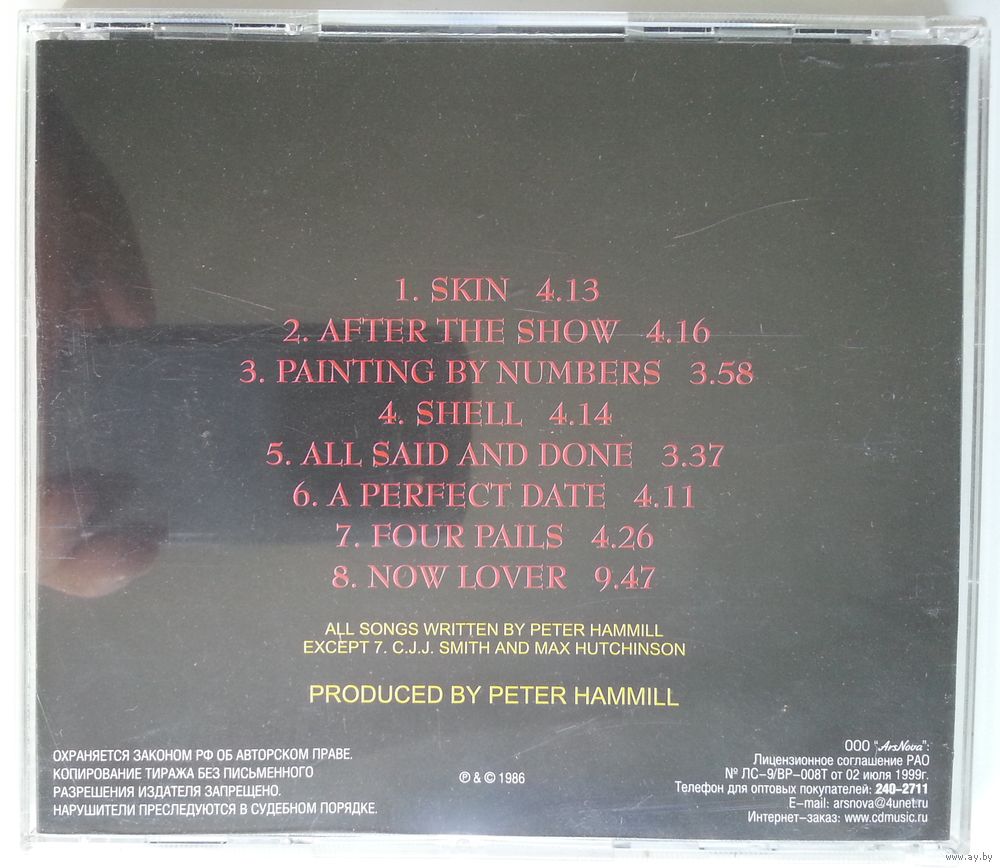 1. SKIN 4.13
2. AFTER THE SHOW 4.16
3. PAINTING BY NUMBERS 3.58
4. SHELL 4.14
5. ALL SAID AND DONE 3.37
6. A PERFECT DATE 4.11
7. FOUR PAILS 4.26
8. NOW LOVER 9.47
ALL SONGS WRITTEN BY PETER HAMMILL
EXCEPT 7. C.J.J. SMITH AND MAX HUTCHINSON
PRODUCED BY PETER HAMMILL
ОХРАНЯЕТСЯ ЗАКОНОМ РФ ОБ АВТОРСКОМ ПРАВЕ.
КОПИРОВАНИЕ ТИРАЖА БЕЗ ПИСЬМЕННОГО
РАЗРЕШЕНИЯ ИЗДАТЕЛЯ ЗАПРЕЩЕНО.
НАРУШИТЕЛИ ПРЕСЛЕДУЮТСЯ В СУДЕБНОМ ПОРЯДКЕ.
℗ & © 1986
ООО "ArsNova":
Лицензионное соглашение РАО
№ ЛС-9/ВР-008Т от 02 июля 1999г.
Телефон для оптовых покупателей: 240-2711
E-mail: arsnova@4unet.ru
Интернет-заказ: www.cdmusic.ru
www.ay.by